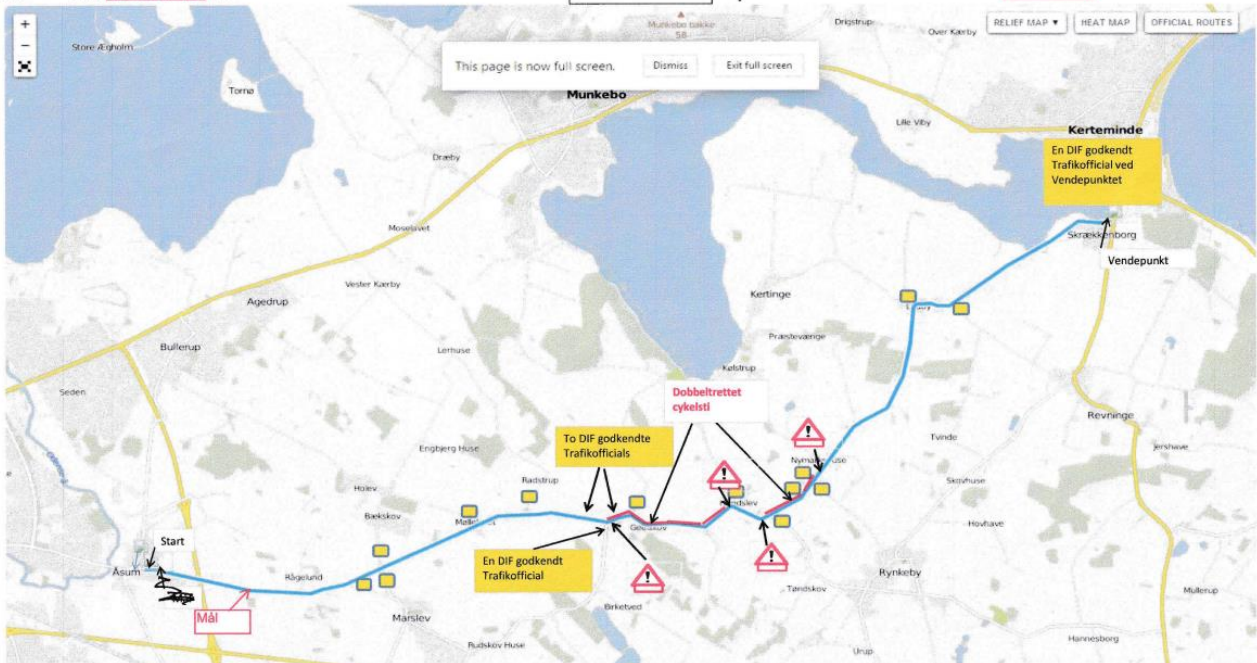 Munkebo bakke
58
Drigstrup
Over Kærby
RELIEF MAP ▼
HEAT MAP
OFFICIAL ROUTES
+
−
Store Ægholm
This page is now full screen.
Dismiss
Exit full screen
Tornø
Munkebo
Lille Viby
Kerteminde
En DIF godkendt
Trafikofficial ved
Vendepunktet
Dræby
Moselsvet
Skrækkenborg
Vendepunkt
Vester Kærby
Agedrup
Kertinge
Bullerup
Præstevænge
Lerhuse
Kølstrup
Seden
Dobbeltrettet
cykelsti
Revninge
To DIF godkendte
Trafikofficials
Engbjerg Huse
Tvinde
Jershave
Radstrup
Holev
Skovhuse
Bækskov
Hovhave
Start
En DIF godkendt
Trafikofficial
Åsum
Rågelund
Rynkeby
Tøndskov
Mullerup
Mål
Marslev
Birketved
Rudskov Huse
Hannesborg
Urup